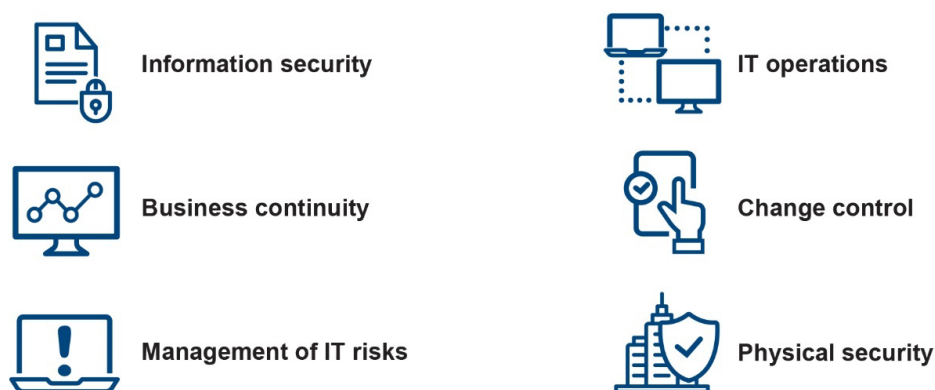 Information security
IT operations
Business continuity
Change control
Management of IT risks
Physical security